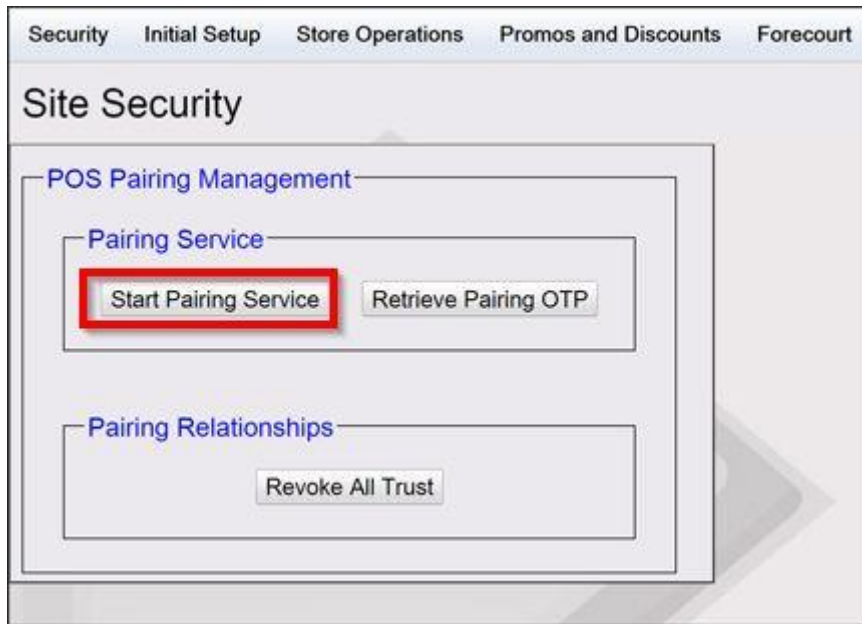 Security Initial Setup Store Operations Promos and Discounts Forecourt
Site Security
POS Pairing Management
Pairing Service
Start Pairing Service Retrieve Pairing OTP
Pairing Relationships
Revoke All Trust